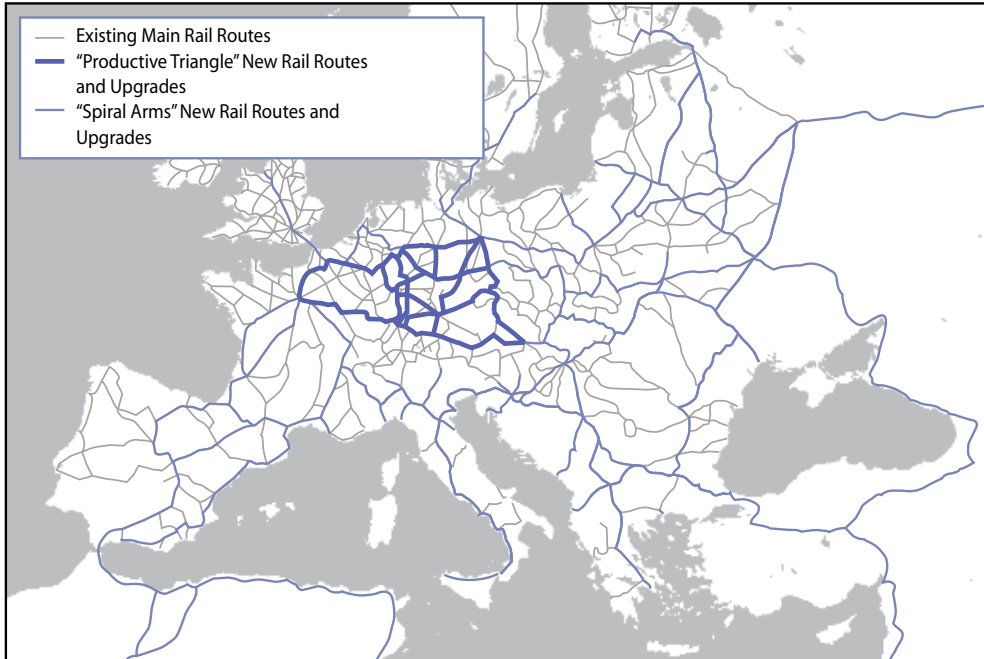 Existing Main Rail Routes
“Productive Triangle” New Rail Routes
and Upgrades
“Spiral Arms” New Rail Routes and
Upgrades